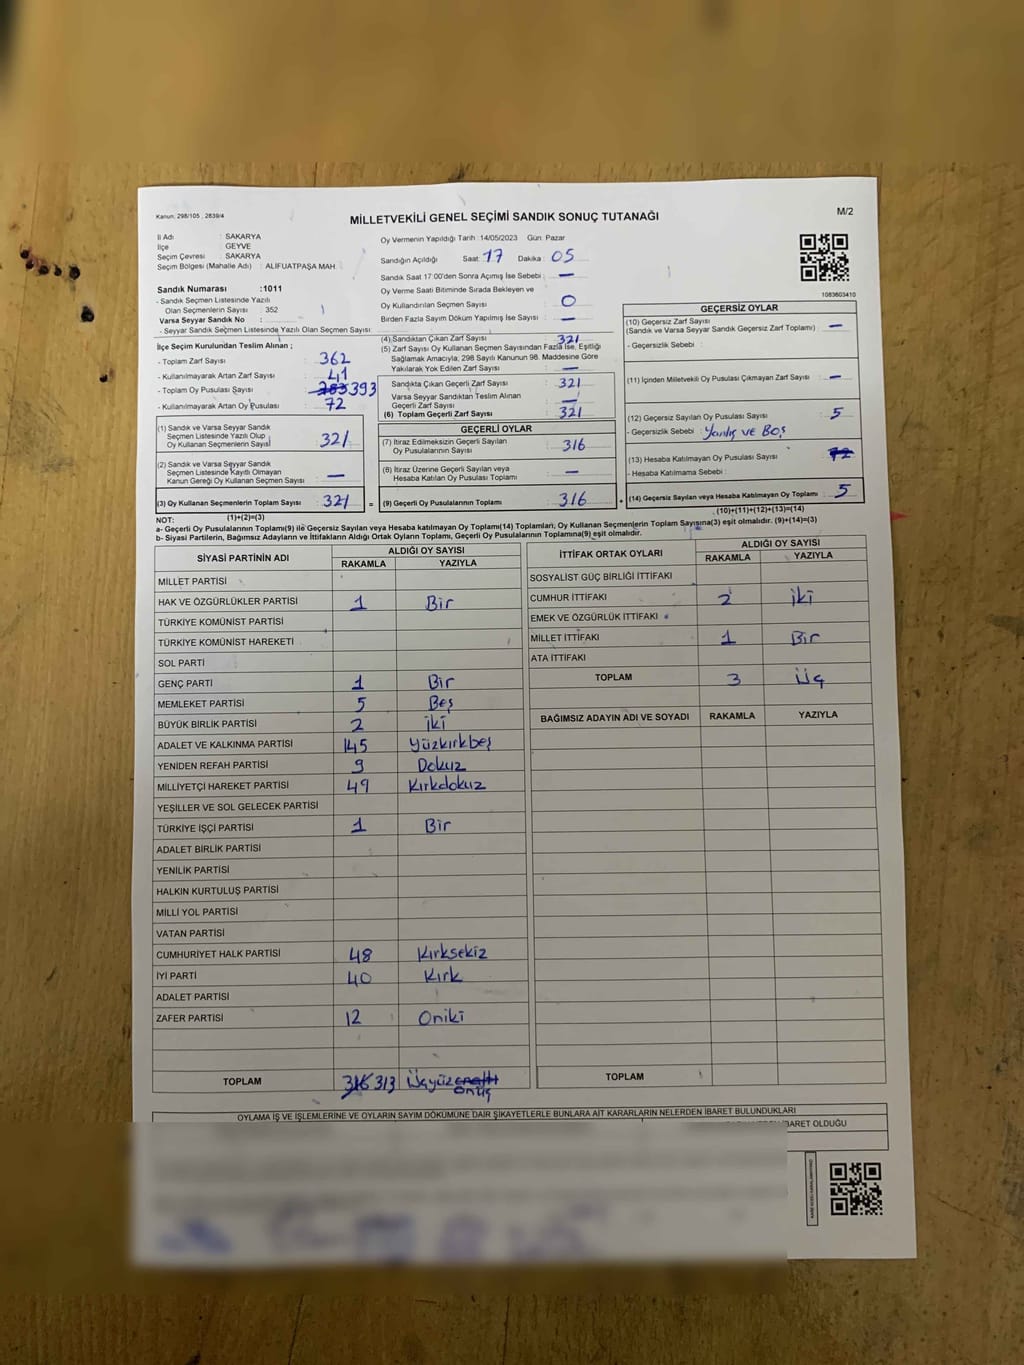 Kanun; 298/105 , 2839/4
MİLLETVEKİLİ GENEL SEÇİMİ SANDIK SONUÇ TUTANAĞI
M/2
İl Adı : SAKARYA
İlçe : GEYVE
Seçim Çevresi : SAKARYA
Seçim Bölgesi (Mahalle Adı) : ALİFUATPAŞA MAH.
Sandık Numarası :1011
- Sandık Seçmen Listesinde Yazılı
Olan Seçmenlerin Sayısı : 352
Varsa Seyyar Sandık No :
- Seyyar Sandık Seçmen Listesinde Yazılı Olan Seçmen Sayısı:
Oy Vermenin Yapıldığı Tarih :14/05/2023 Gün: Pazar
Sandığın Açıldığı Saat: 17 Dakika: 05
Sandık Saat 17:00'den Sonra Açımış İse Sebebi : —
Oy Verme Saati Bitiminde Sırada Bekleyen ve
Oy Kullandırılan Seçmen Sayısı : 0
Birden Fazla Sayım Döküm Yapılmış İse Sayısı : —
1083603410
İlçe Seçim Kurulundan Teslim Alınan ;
- Toplam Zarf Sayısı : 362
- Kullanılmayarak Artan Zarf Sayısı : 41
- Toplam Oy Pusulası Sayısı : 393
- Kullanılmayarak Artan Oy Pusulası : 72
(4) Sandıktan Çıkan Zarf Sayısı : 321
(5) Zarf Sayısı Oy Kullanan Seçmen Sayısından Fazla İse, Eşitliği
Sağlamak Amacıyla, 298 Sayılı Kanunun 98. Maddesine Göre
Yakılarak Yok Edilen Zarf Sayısı : —
Sandıkta Çıkan Geçerli Zarf Sayısı : 321
Varsa Seyyar Sandıktan Teslim Alınan
Geçerli Zarf Sayısı : —
(6) Toplam Geçerli Zarf Sayısı : 321
GEÇERSİZ OYLAR
(10) Geçersiz Zarf Sayısı
(Sandık ve Varsa Seyyar Sandık Geçersiz Zarf Toplamı) : —
- Geçersizlik Sebebi :
(11) İçinden Milletvekili Oy Pusulası Çıkmayan Zarf Sayısı : —
(12) Geçersiz Sayılan Oy Pusulası Sayısı : 5
- Geçersizlik Sebebi : Yanlış ve Boş
(13) Hesaba Katılmayan Oy Pusulası Sayısı : 72
- Hesaba Katılmama Sebebi :
(14) Geçersiz Sayılan veya Hesaba Katılmayan Oy Toplamı : 5
(10)+(11)+(12)+(13)=(14)
(1) Sandık ve Varsa Seyyar Sandık
Seçmen Listesinde Yazılı Olup
Oy Kullanan Seçmenlerin Sayısı : 321
(2) Sandık ve Varsa Seyyar Sandık
Seçmen Listesinde Kayıtlı Olmayan
Kanun Gereği Oy Kullanan Seçmen Sayısı : —
(3) Oy Kullanan Seçmenlerin Toplam Sayısı : 321 =
(1)+(2)=(3)
GEÇERLİ OYLAR
(7) İtiraz Edilmeksizin Geçerli Sayılan
Oy Pusulalarının Sayısı : 316
(8) İtiraz Üzerine Geçerli Sayılan veya
Hesaba Katılan Oy Pusulası Toplamı : —
(9) Geçerli Oy Pusulalarının Toplamı : 316 +
NOT:
a- Geçerli Oy Pusulalarının Toplamı(9) ile Geçersiz Sayılan veya Hesaba katılmayan Oy Toplamı(14) Toplamları, Oy Kullanan Seçmenlerin Toplam Sayısına(3) eşit olmalıdır. (9)+(14)=(3)
b- Siyasi Partilerin, Bağımsız Adayların ve İttifakların Aldığı Ortak Oyların Toplamı, Geçerli Oy Pusulalarının Toplamına(9) eşit olmalıdır.
SİYASİ PARTİNİN ADI ALDIĞI OY SAYISI
RAKAMLA YAZIYLA
MİLLET PARTİSİ
HAK VE ÖZGÜRLÜKLER PARTİSİ 1 Bir
TÜRKİYE KOMÜNİST PARTİSİ
TÜRKİYE KOMÜNİST HAREKETİ
SOL PARTİ
GENÇ PARTİ 1 Bir
MEMLEKET PARTİSİ 5 Beş
BÜYÜK BİRLİK PARTİSİ 2 iki
ADALET VE KALKINMA PARTİSİ 145 Yüzkırkbeş
YENİDEN REFAH PARTİSİ 9 Dokuz
MİLLİYETÇİ HAREKET PARTİSİ 49 Kırkdokuz
YEŞİLLER VE SOL GELECEK PARTİSİ
TÜRKİYE İŞÇİ PARTİSİ 1 Bir
ADALET BİRLİK PARTİSİ
YENİLİK PARTİSİ
HALKIN KURTULUŞ PARTİSİ
MİLLİ YOL PARTİSİ
VATAN PARTİSİ
CUMHURİYET HALK PARTİSİ 48 Kırksekiz
İYİ PARTİ 40 Kırk
ADALET PARTİSİ
ZAFER PARTİSİ 12 Oniki
TOPLAM 316 313 Üçyüz onaltı
onüç
İTTİFAK ORTAK OYLARI ALDIĞI OY SAYISI
RAKAMLA YAZIYLA
SOSYALİST GÜÇ BİRLİĞİ İTTİFAKI
CUMHUR İTTİFAKI 2 iki
EMEK VE ÖZGÜRLÜK İTTİFAKI
MİLLET İTTİFAKI 1 Bir
ATA İTTİFAKI
TOPLAM 3 Üç
BAĞIMSIZ ADAYIN ADI VE SOYADI RAKAMLA YAZIYLA
TOPLAM
OYLAMA İŞ VE İŞLEMLERİNE VE OYLARIN SAYIM DÖKÜMÜNE DAİR ŞİKAYETLERLE BUNLARA AİT KARARLARIN NELERDEN İBARET BULUNDUKLARI
İBARET OLDUĞU